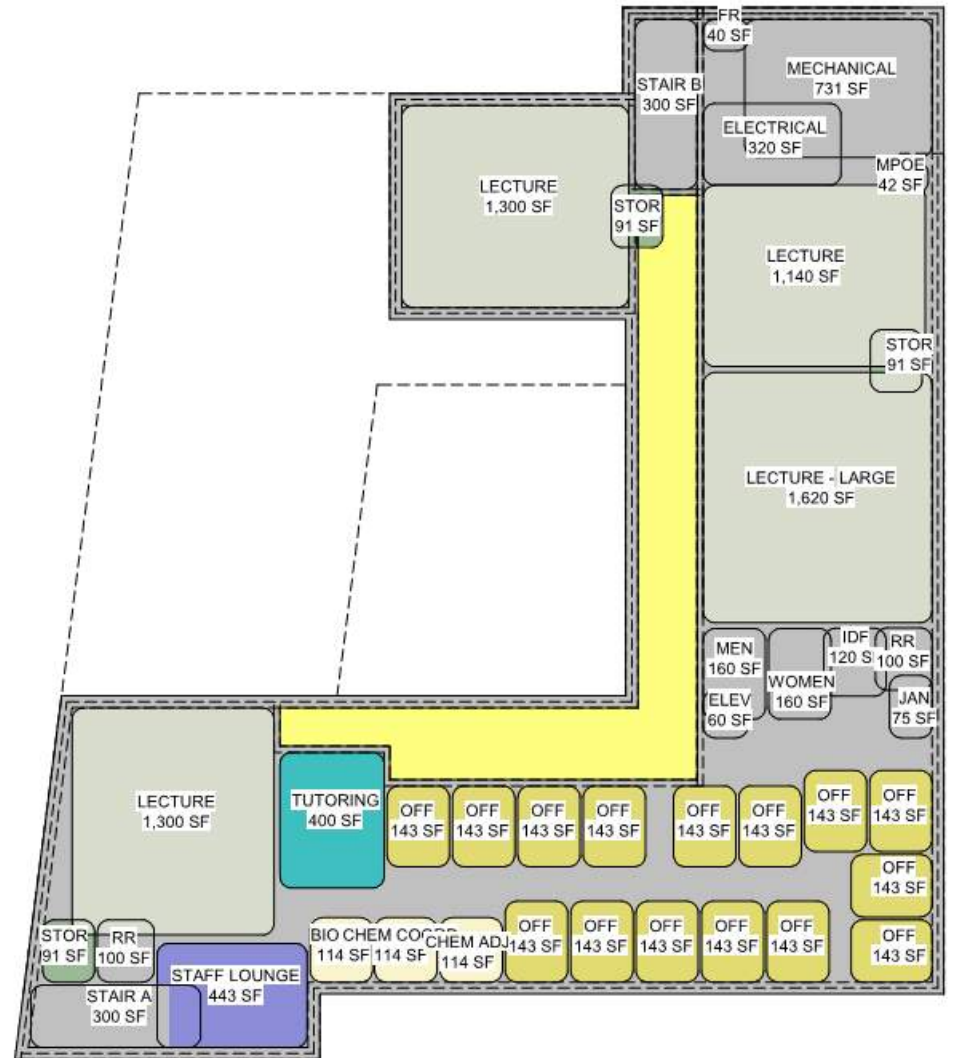 FR
40 SF
STAIR B
300 SF
MECHANICAL
731 SF
ELECTRICAL
320 SF
MPOE
42 SF
LECTURE
1,300 SF
STOR
91 SF
LECTURE
1,140 SF
STOR
91 SF
LECTURE - LARGE
1,620 SF
MEN
160 SF
WOMEN
160 SF
IDF
120 S
RR
100 SF
ELEV
60 SF
JAN
75 SF
LECTURE
1,300 SF
TUTORING
400 SF
OFF
143 SF
OFF
143 SF
OFF
143 SF
OFF
143 SF
OFF
143 SF
OFF
143 SF
OFF
143 SF
OFF
143 SF
OFF
143 SF
OFF
143 SF
STOR
91 SF
RR
100 SF
STAFF LOUNGE
443 SF
STAIR A
300 SF
BIO CHEM
114 SF
114 SF
CHEM ADJ
114 SF
OFF
143 SF
OFF
143 SF
OFF
143 SF
OFF
143 SF
OFF
143 SF